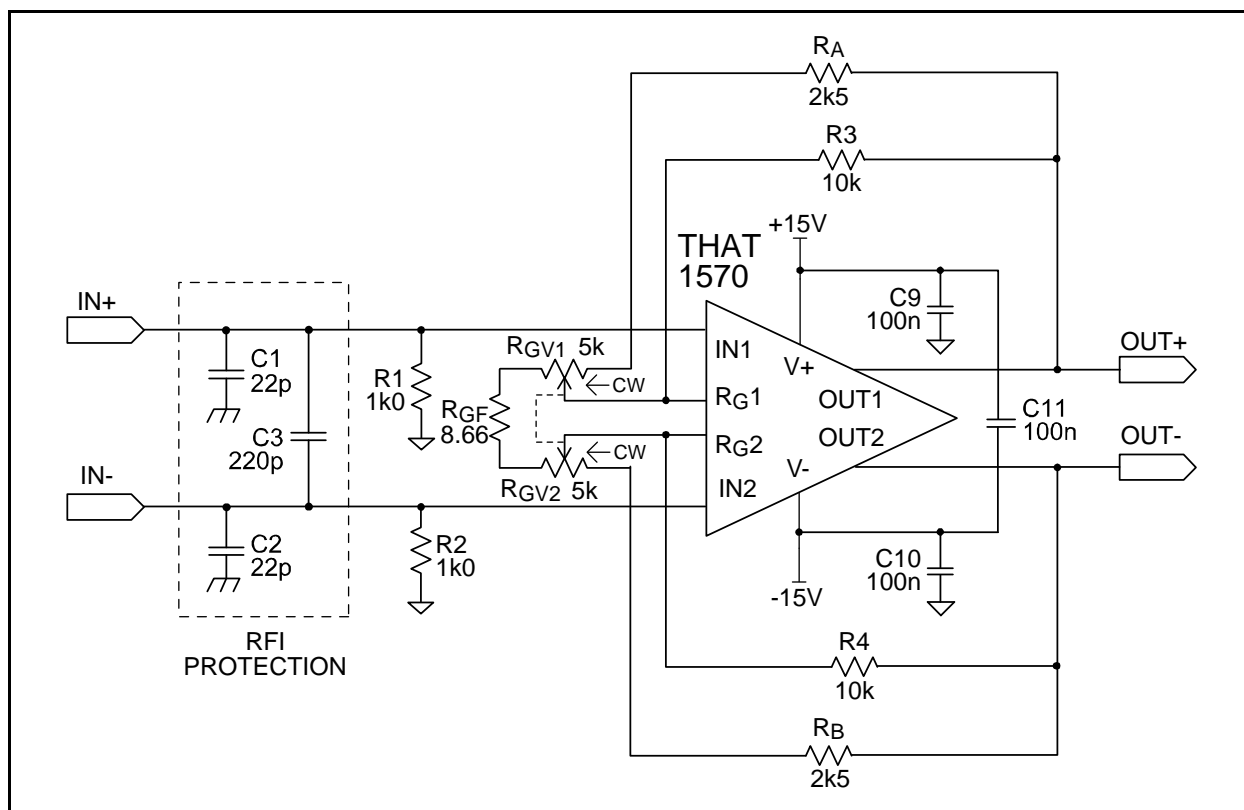 RA
2k5
R3
10k
+15V
THAT
1570
IN+
C9
100n
OUT+
RGV1 5k
IN1
V+
C1
22p
R1
1k0
CW
RG1
OUT1
RGF
8.66
C3
220p
C11
100n
RG2
OUT2
OUT-
IN-
CW
V-
RGV2 5k
IN2
C2
22p
R2
1k0
C10
100n
-15V
RFI
PROTECTION
R4
10k
RB
2k5